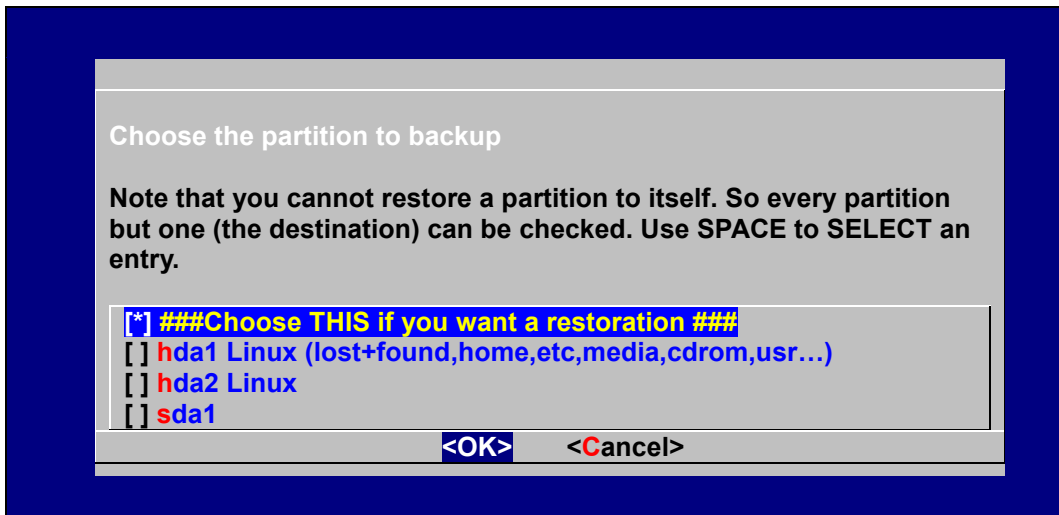 Choose the partition to backup
Note that you cannot restore a partition to itself. So every partition
but one (the destination) can be checked. Use SPACE to SELECT an
entry.
[*] ###Choose THIS if you want a restoration ###
[ ] hda1 Linux (lost+found,home,etc,media,cdrom,usr…)
[ ] hda2 Linux
[ ] sda1
<OK> <Cancel>